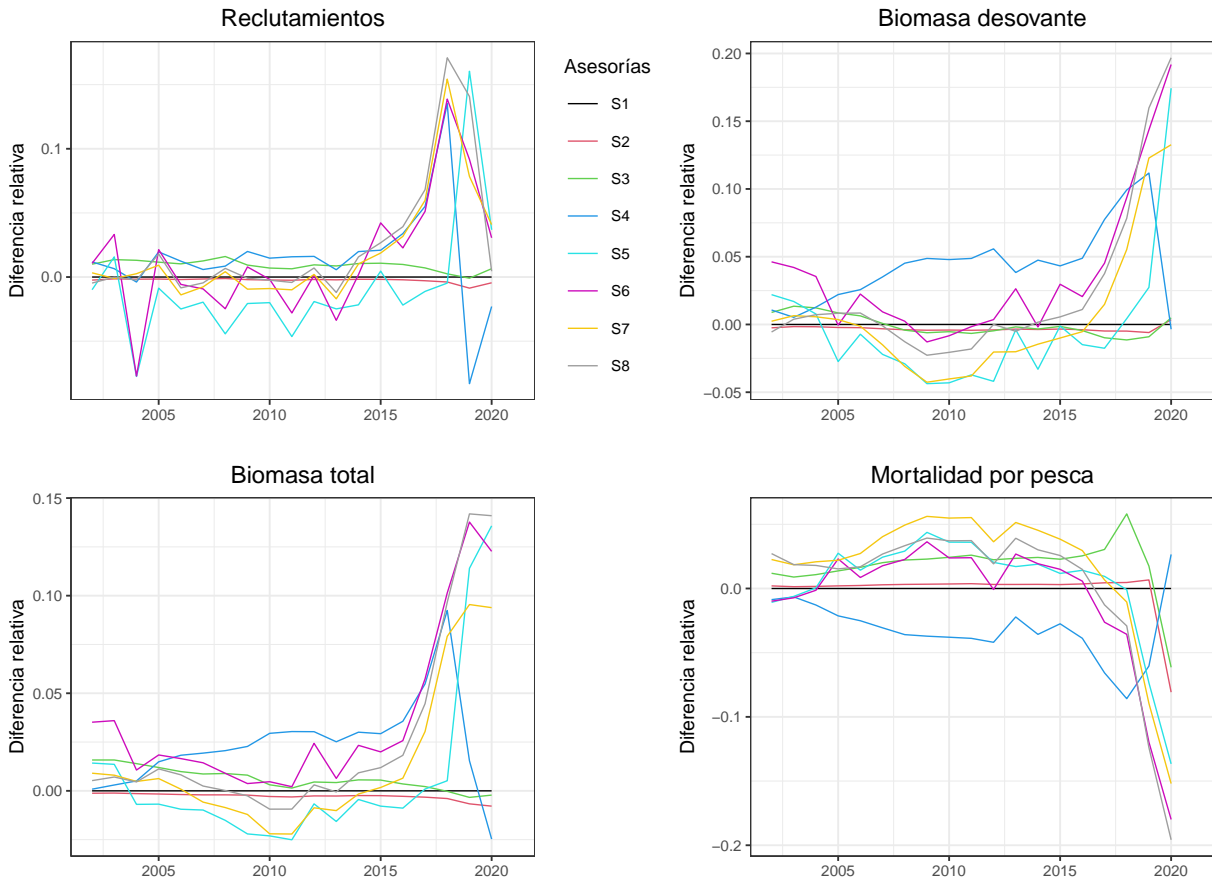 Reclutamientos
Diferencia relativa
0.1
0.0
2005 2010 2015 2020
Asesorías
S1
S2
S3
S4
S5
S6
S7
S8
Biomasa desovante
Diferencia relativa
0.20
0.15
0.10
0.05
0.00
−0.05
2005 2010 2015 2020
Biomasa total
Diferencia relativa
0.15
0.10
0.05
0.00
2005 2010 2015 2020
Mortalidad por pesca
Diferencia relativa
0.0
−0.1
−0.2
2005 2010 2015 2020